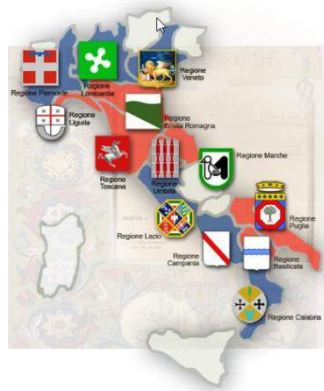 Regione Piemonte
Regione
Lombardia
Regione
Veneto
Regione
Liguria
Regione
Emilia Romagna
Regione
Toscana
Regione
Umbria
Regione Marche
Regione Lazio
Regione
Campania
Regione
Puglia
Regione
Basilicata
Regione Calabria